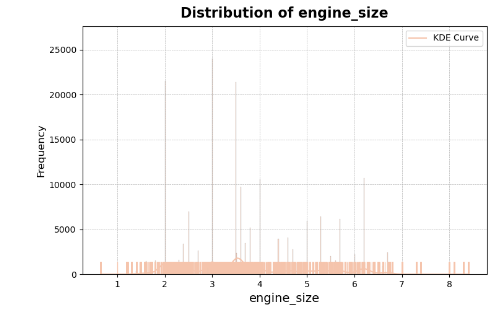 Distribution of engine_size
KDE Curve
25000
20000
15000
10000
5000
0
Frequency
1 2 3 4 5 6 7 8
engine_size